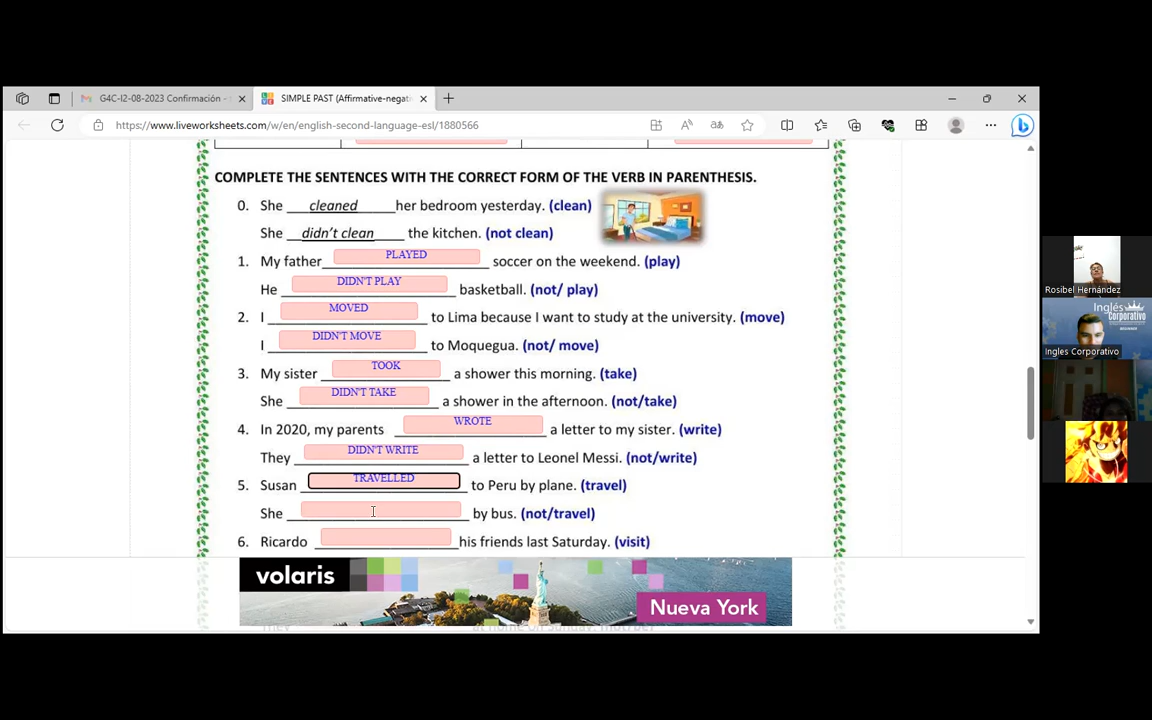 G4C-I2-08-2023 Confirmación -
SIMPLE PAST (Affirmative-negati
https://www.liveworksheets.com/w/en/english-second-language-esl/1880566
COMPLETE THE SENTENCES WITH THE CORRECT FORM OF THE VERB IN PARENTHESIS.
0. She cleaned her bedroom yesterday. (clean)
She didn't clean the kitchen. (not clean)
1. My father PLAYED soccer on the weekend. (play)
He DIDN'T PLAY basketball. (not/ play)
2. I MOVED to Lima because I want to study at the university. (move)
I DIDN'T MOVE to Moquegua. (not/ move)
3. My sister TOOK a shower this morning. (take)
She DIDN'T TAKE a shower in the afternoon. (not/take)
4. In 2020, my parents WROTE a letter to my sister. (write)
They DIDN'T WRITE a letter to Leonel Messi. (not/write)
5. Susan TRAVELLED to Peru by plane. (travel)
She by bus. (not/travel)
6. Ricardo his friends last Saturday. (visit)
volaris
Nueva York
Rosibel Hernández
Inglés
Corporativo
BEGINNER
Ingles Corporativo